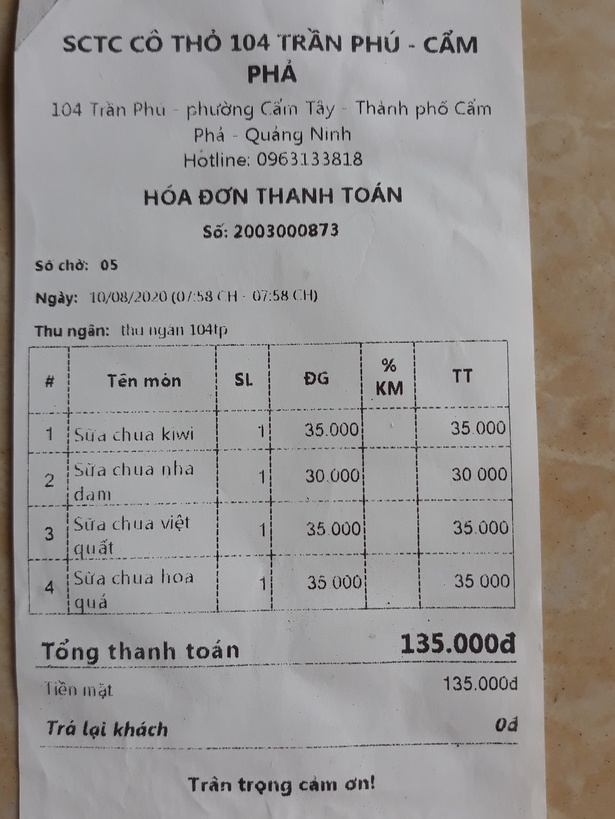 SCTC CÔ THỎ 104 TRẦN PHÚ - CẨM
PHẢ
104 Trần Phú - phường Cẩm Tây - Thành phố Cẩm
Phả - Quảng Ninh
Hotline: 0963133818
HÓA ĐƠN THANH TOÁN
Số: 2003000873
Số chờ: 05
Ngày: 10/08/2020 (07:58 CH - 07:58 CH)
Thu ngân: thu ngân 104tp
# Tên món SL ĐG % KM TT
1 Sữa chua kiwi 1 35.000 35.000
2 Sữa chua nha 1 30.000 30.000
đam
3 Sữa chua việt 1 35.000 35.000
quất
4 Sữa chua hoa 1 35.000 35.000
quả
Tổng thanh toán 135.000đ
Tiền mặt 135.000đ
Trả lại khách 0đ
Trân trọng cảm ơn!